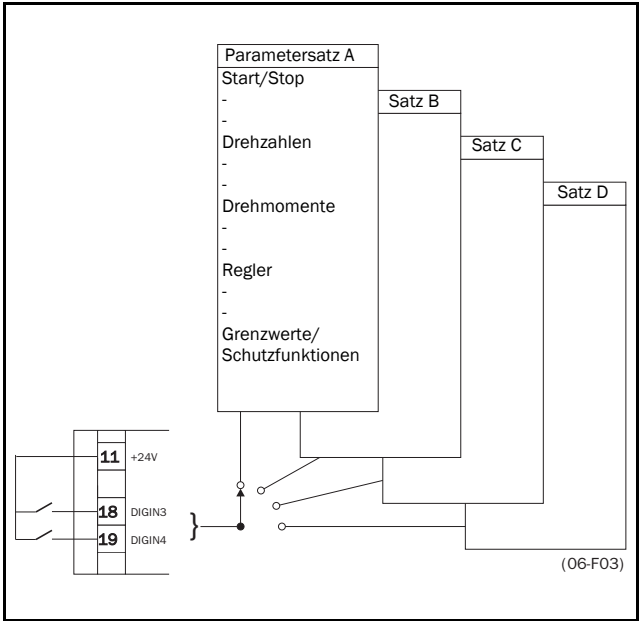 Parametersatz A
Start/Stop
-
-
Drehzahlen
-
-
Drehmomente
-
-
Regler
-
-
Grenzwerte/
Schutzfunktionen
Satz B
Satz C
Satz D
11 +24V
18 DIGIN3
19 DIGIN4
}
(06-F03)